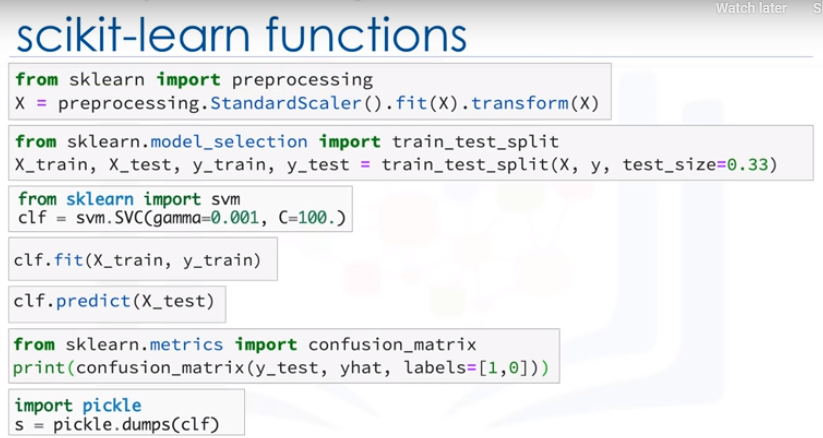 Watch later
scikit-learn functions
from sklearn import preprocessing
X = preprocessing.StandardScaler().fit(X).transform(X)
from sklearn.model_selection import train_test_split
X_train, X_test, y_train, y_test = train_test_split(X, y, test_size=0.33)
from sklearn import svm
clf = svm.SVC(gamma=0.001, C=100.)
clf.fit(X_train, y_train)
clf.predict(X_test)
from sklearn.metrics import confusion_matrix
print(confusion_matrix(y_test, yhat, labels=[1,0]))
import pickle
s = pickle.dumps(clf)